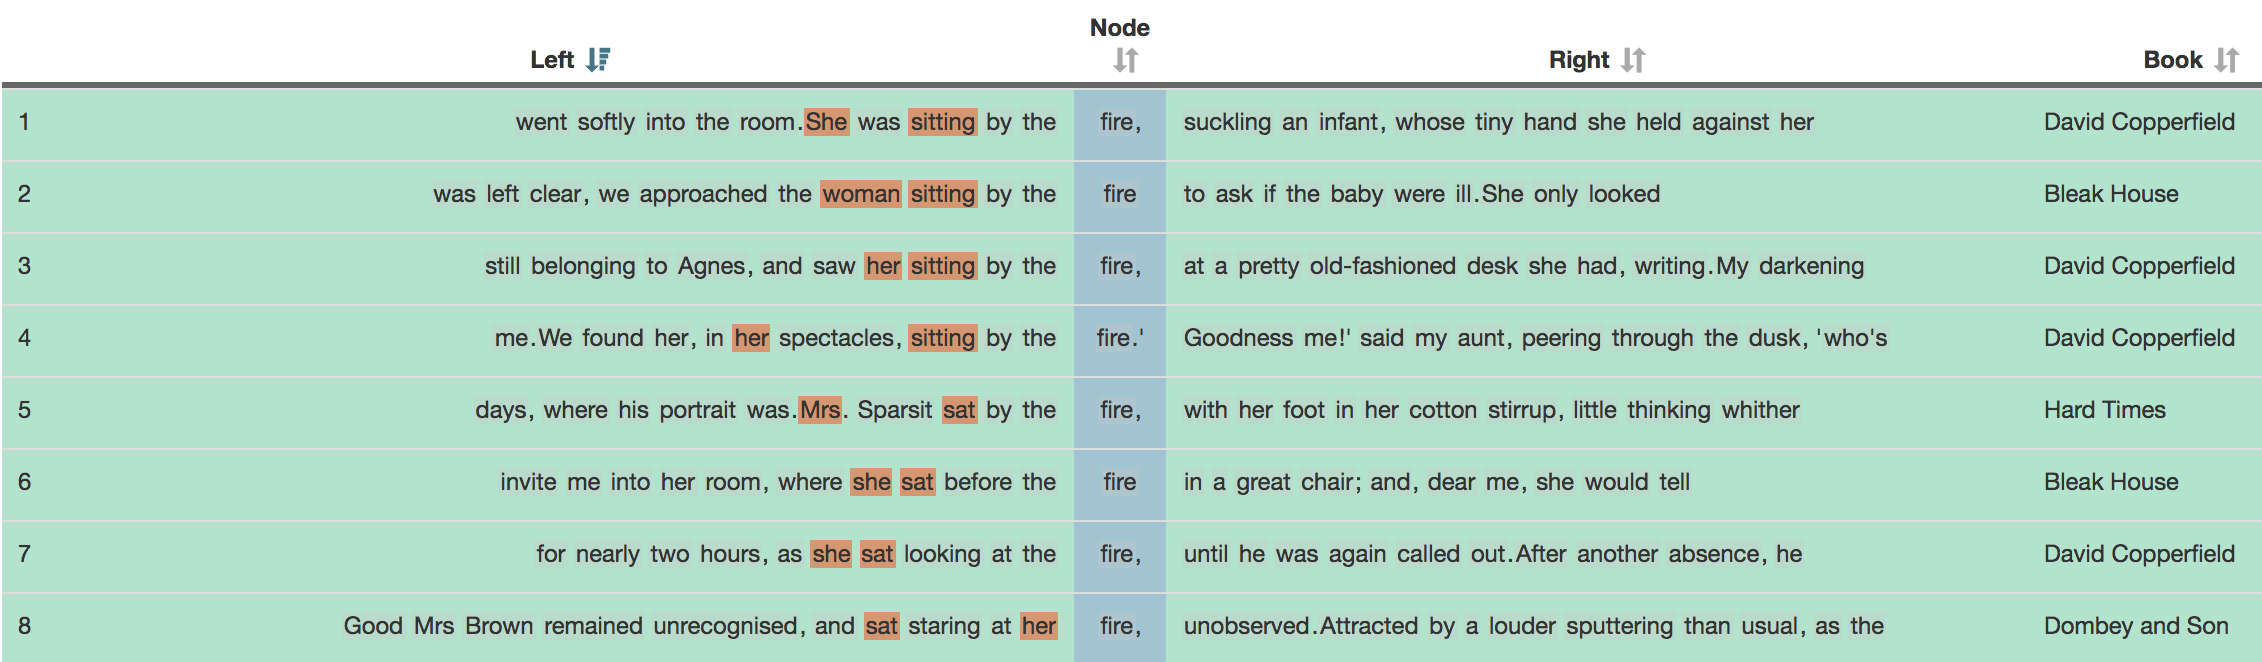 Left Node Right Book
1 went softly into the room.She was sitting by the fire, suckling an infant, whose tiny hand she held against her David Copperfield
2 was left clear, we approached the woman sitting by the fire to ask if the baby were ill.She only looked Bleak House
3 still belonging to Agnes, and saw her sitting by the fire, at a pretty old-fashioned desk she had, writing.My darkening David Copperfield
4 me.We found her, in her spectacles, sitting by the fire.' Goodness me!' said my aunt, peering through the dusk, 'who's David Copperfield
5 days, where his portrait was.Mrs. Sparsit sat by the fire, with her foot in her cotton stirrup, little thinking whither Hard Times
6 invite me into her room, where she sat before the fire in a great chair; and, dear me, she would tell Bleak House
7 for nearly two hours, as she sat looking at the fire, until he was again called out.After another absence, he David Copperfield
8 Good Mrs Brown remained unrecognised, and sat staring at her fire, unobserved.Attracted by a louder sputtering than usual, as the Dombey and Son